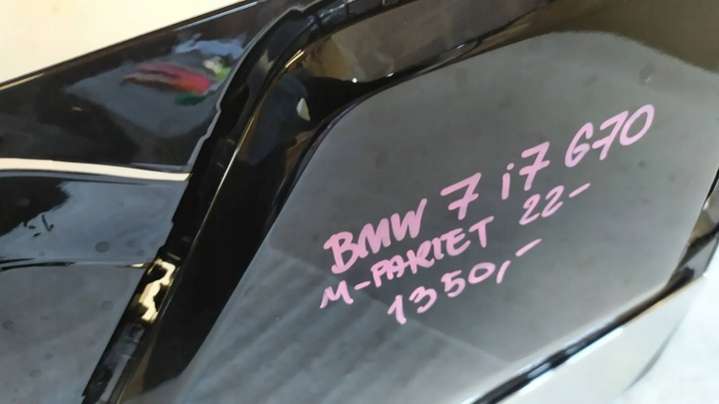 BMW 7 i7 G70
M-PAKIET 22-
1350,-